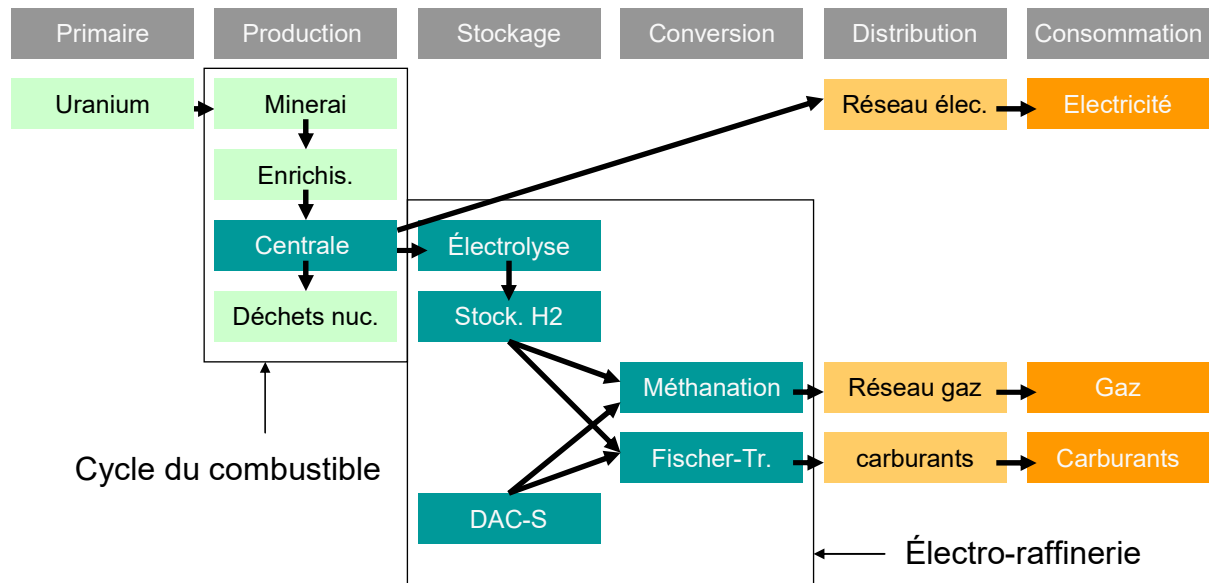 Primaire
Production
Stockage
Conversion
Distribution
Consommation
Uranium
Minerai
Réseau élec.
Electricité
Enrichis.
Centrale
Électrolyse
Déchets nuc.
Stock. H2
Méthanation
Réseau gaz
Gaz
Cycle du combustible
Fischer-Tr.
carburants
Carburants
DAC-S
Électro-raffinerie